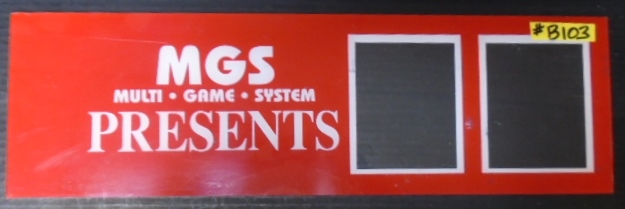 #B103
MGS
MULTI • GAME • SYSTEM
PRESENTS